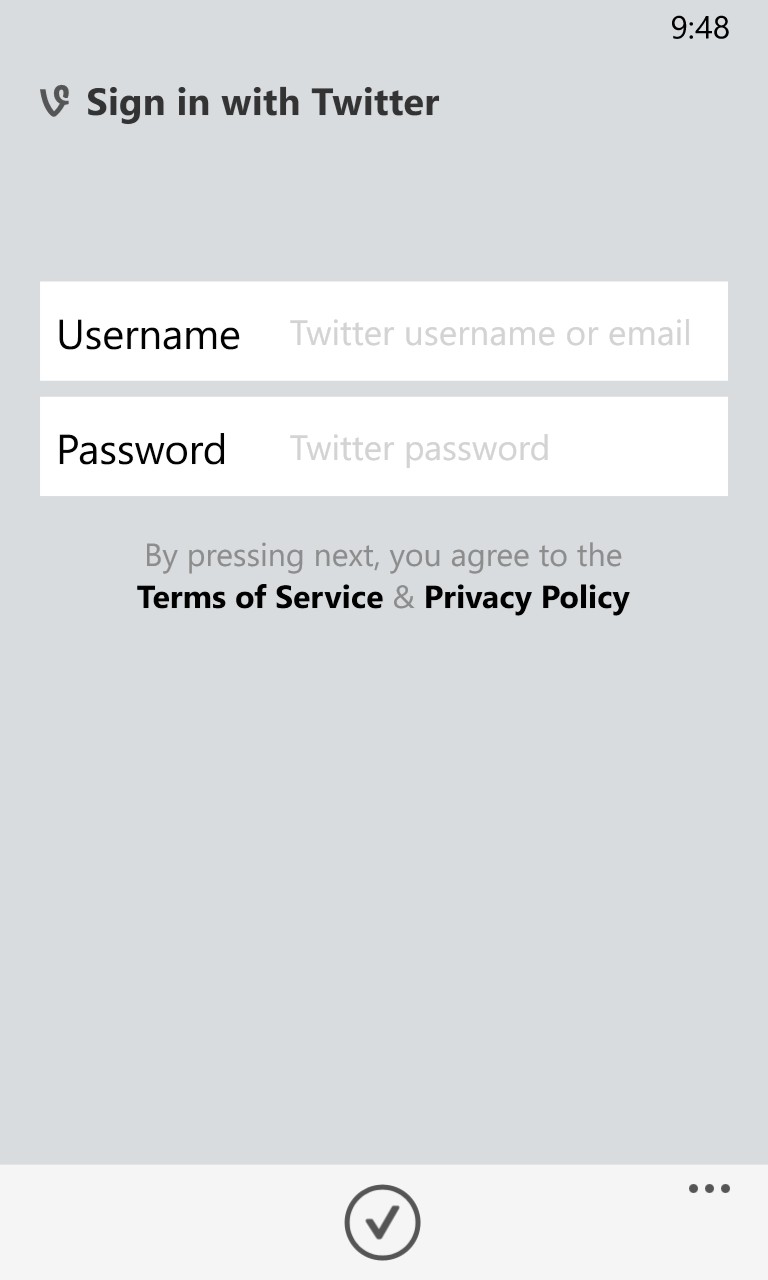 9:48
Sign in with Twitter
Username Twitter username or email
Password Twitter password
By pressing next, you agree to the
Terms of Service & Privacy Policy